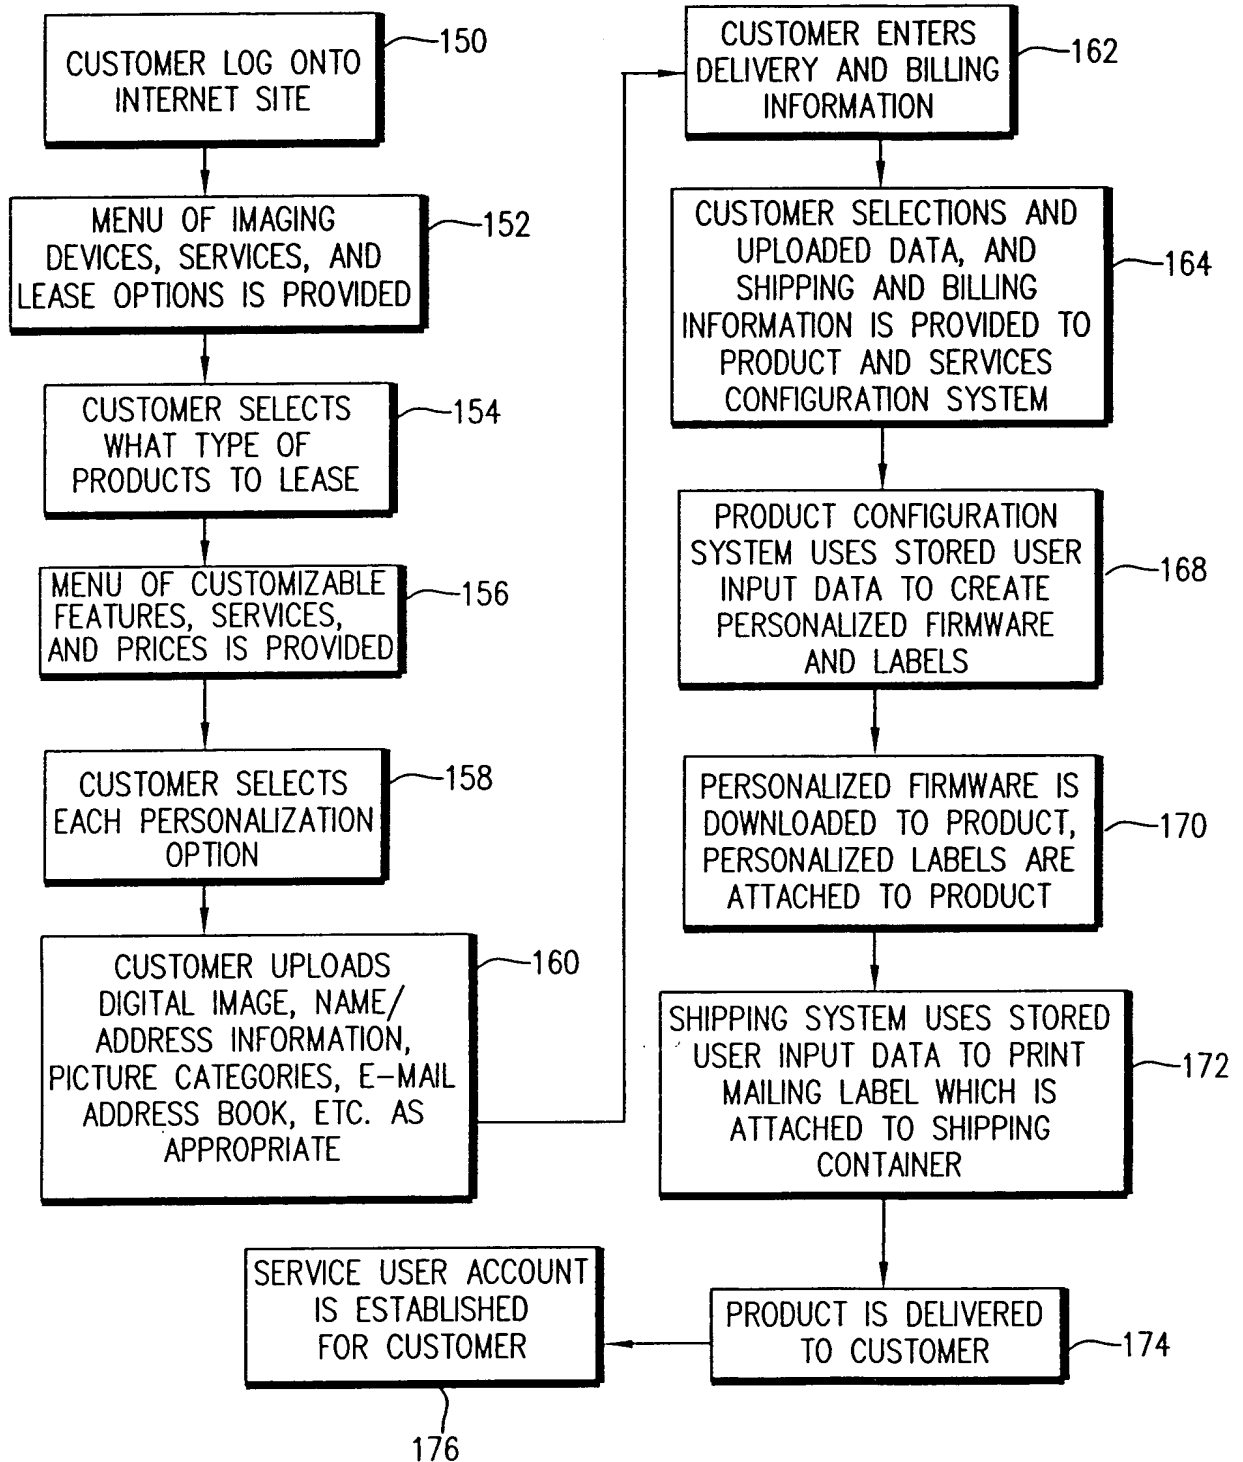 CUSTOMER LOG ONTO
INTERNET SITE
150
MENU OF IMAGING
DEVICES, SERVICES, AND
LEASE OPTIONS IS PROVIDED
152
CUSTOMER SELECTS
WHAT TYPE OF
PRODUCTS TO LEASE
154
MENU OF CUSTOMIZABLE
FEATURES, SERVICES,
AND PRICES IS PROVIDED
156
CUSTOMER SELECTS
EACH PERSONALIZATION
OPTION
158
CUSTOMER UPLOADS
DIGITAL IMAGE, NAME/
ADDRESS INFORMATION,
PICTURE CATEGORIES, E-MAIL
ADDRESS BOOK, ETC. AS
APPROPRIATE
160
CUSTOMER ENTERS
DELIVERY AND BILLING
INFORMATION
162
CUSTOMER SELECTIONS AND
UPLOADED DATA, AND
SHIPPING AND BILLING
INFORMATION IS PROVIDED TO
PRODUCT AND SERVICES
CONFIGURATION SYSTEM
164
PRODUCT CONFIGURATION
SYSTEM USES STORED USER
INPUT DATA TO CREATE
PERSONALIZED FIRMWARE
AND LABELS
168
PERSONALIZED FIRMWARE IS
DOWNLOADED TO PRODUCT,
PERSONALIZED LABELS ARE
ATTACHED TO PRODUCT
170
SHIPPING SYSTEM USES STORED
USER INPUT DATA TO PRINT
MAILING LABEL WHICH IS
ATTACHED TO SHIPPING
CONTAINER
172
PRODUCT IS DELIVERED
TO CUSTOMER
174
SERVICE USER ACCOUNT
IS ESTABLISHED
FOR CUSTOMER
176